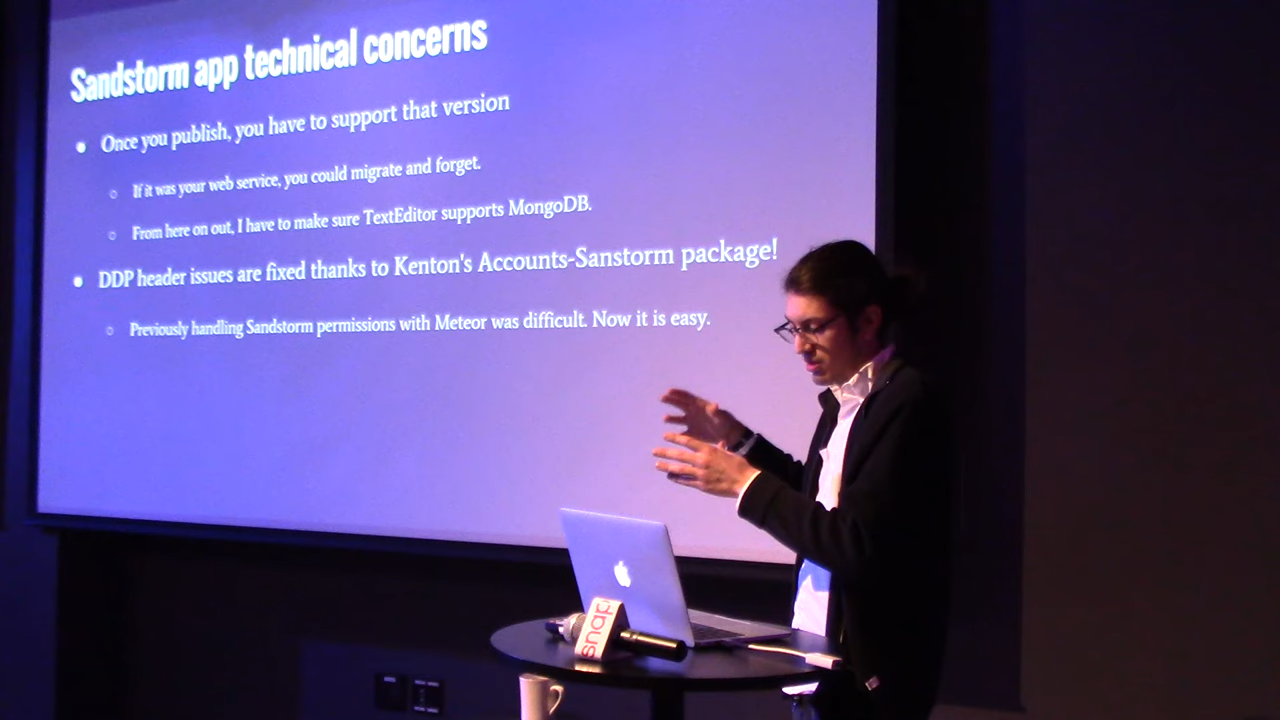 Sandstorm app technical concerns
Once you publish, you have to support that version
If it was your web service, you could migrate and forget.
From here on out, I have to make sure TextEditor supports MongoDB.
DDP header issues are fixed thanks to Kenton's Accounts-Sanstorm package!
Previously handling Sandstorm permissions with Meteor was difficult. Now it is easy.
snap